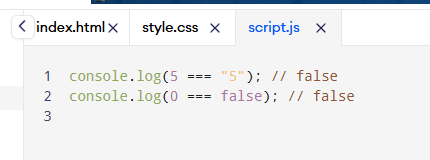 index.html style.css script.js
1 console.log(5 === "5"); // false
2 console.log(0 === false); // false
3